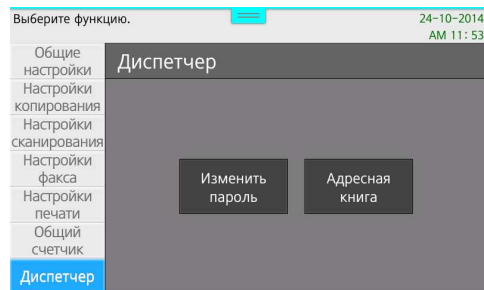 Выберите функцию.
24-10-2014
AM 11:53
Общие
настройки
Настройки
копирования
Настройки
сканирования
Настройки
факса
Настройки
печати
Общий
счетчик
Диспетчер
Диспетчер
Изменить
пароль
Адресная
книга